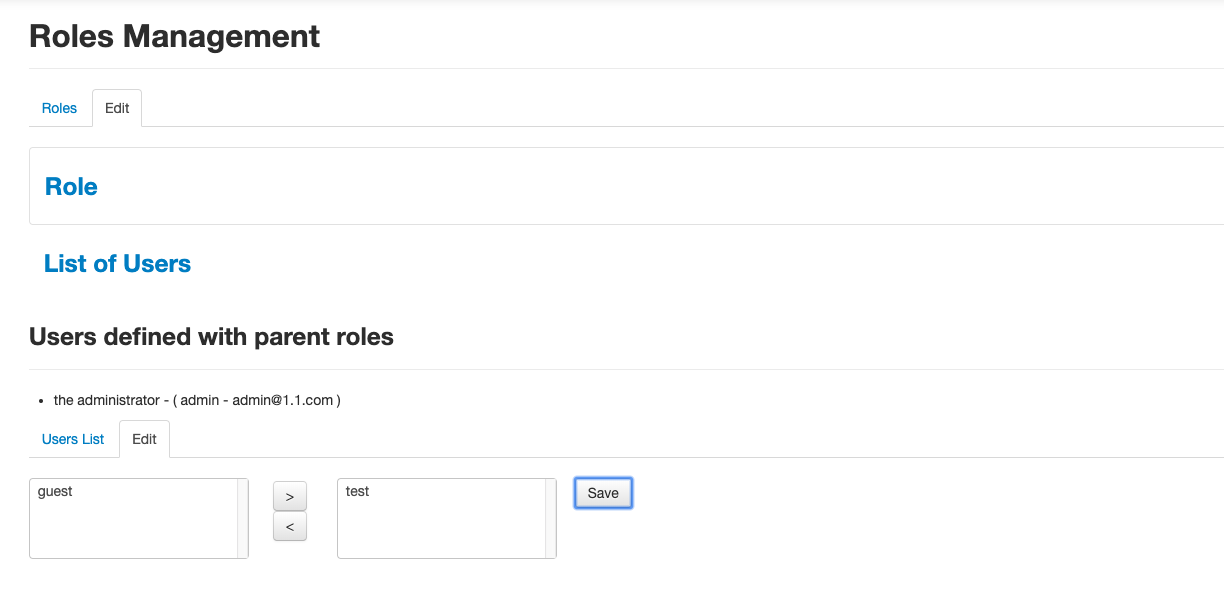 Roles Management
Roles Edit
Role
List of Users
Users defined with parent roles
• the administrator - ( admin - admin@1.1.com )
Users List Edit
guest > test Save
<